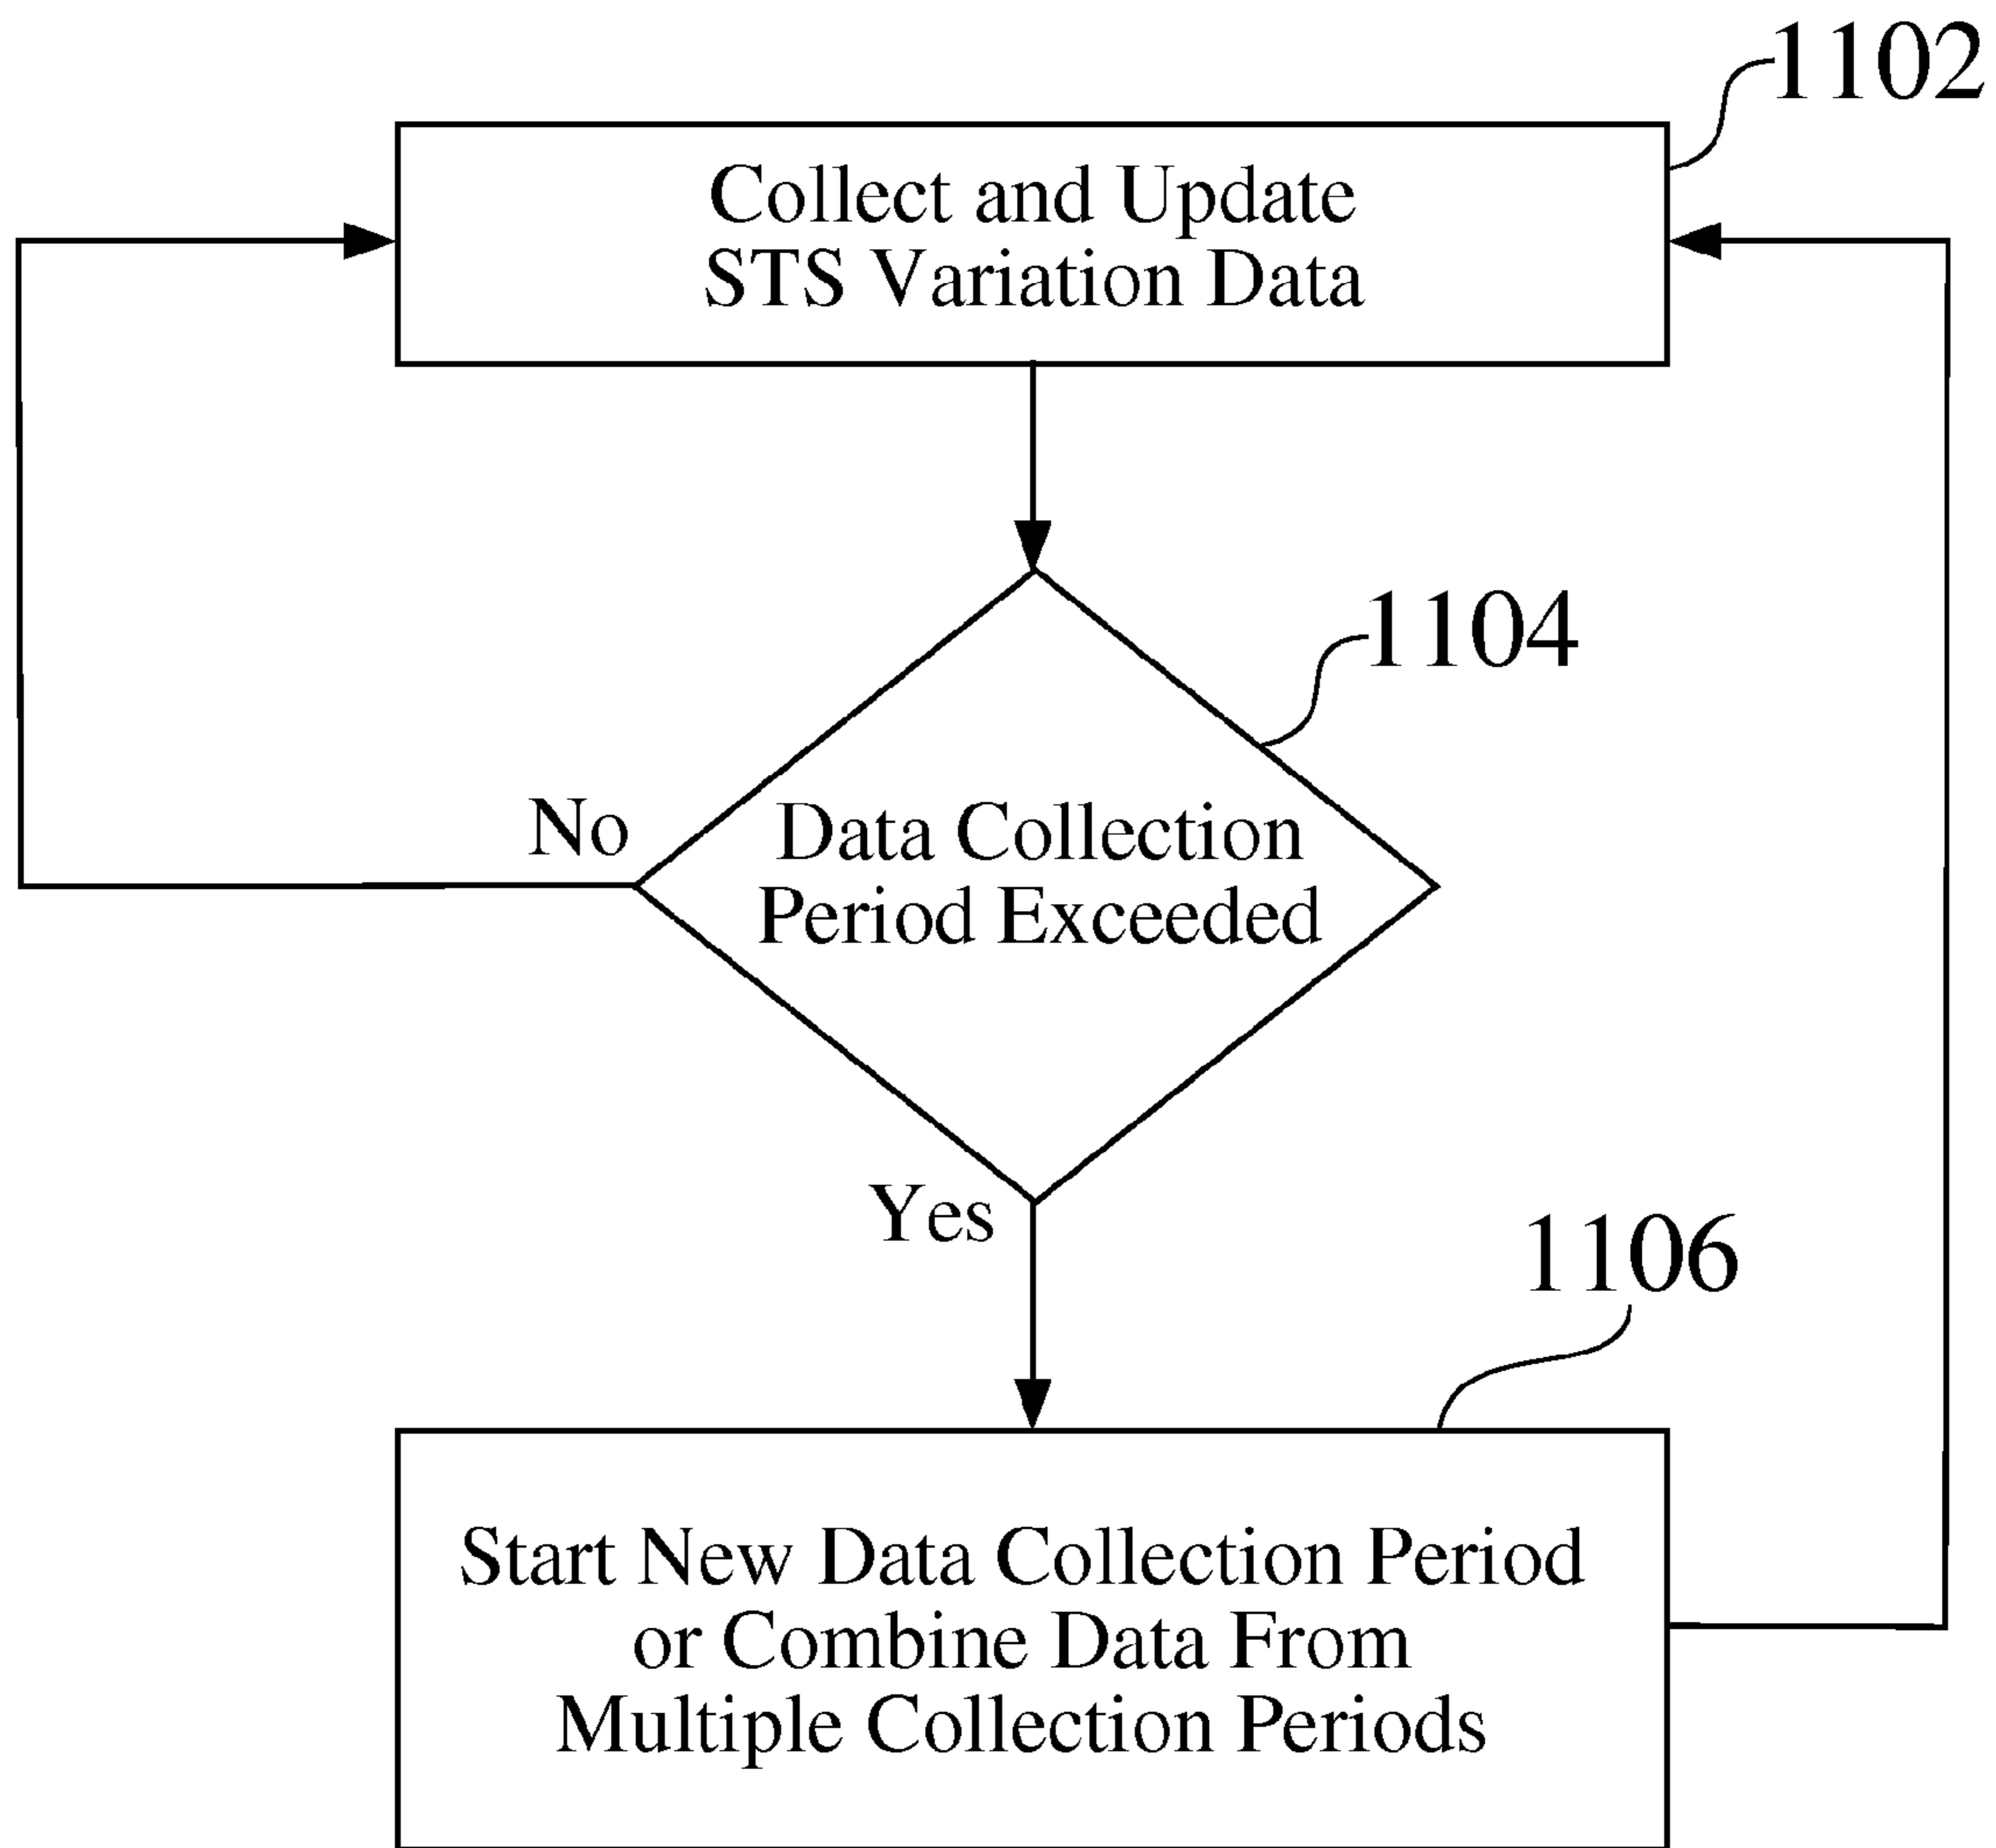 1102
Collect and Update
STS Variation Data
1104
No
Data Collection
Period Exceeded
Yes
1106
Start New Data Collection Period
or Combine Data From
Multiple Collection Periods